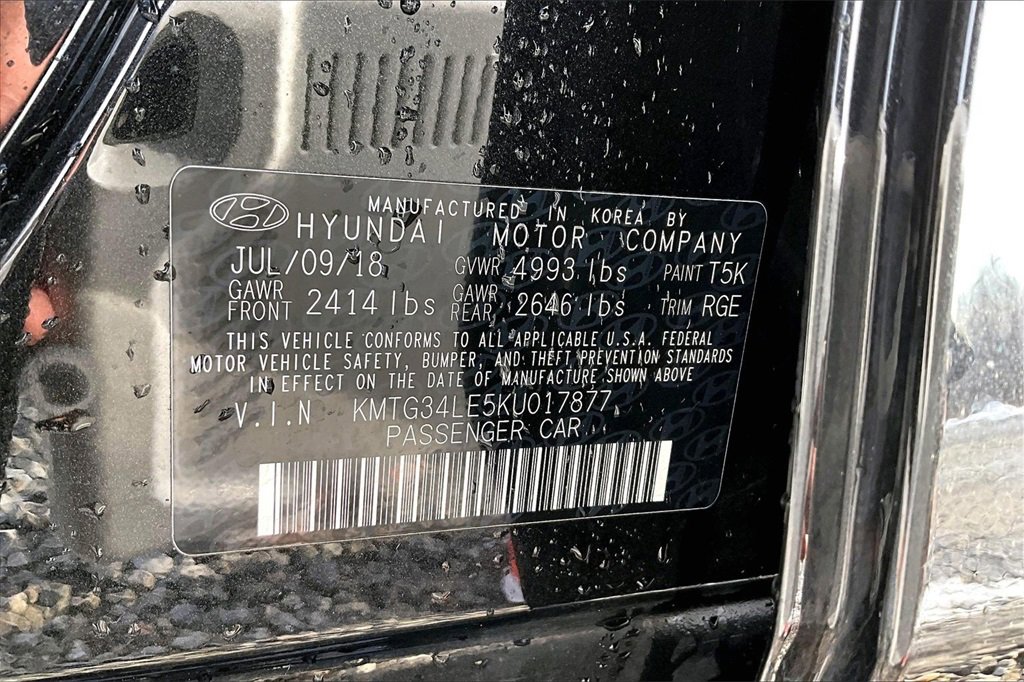 MANUFACTURED IN KOREA BY
HYUNDAI MOTOR COMPANY
JUL/09/18 GVWR 4993 lbs PAINT T5K
GAWR FRONT 2414 lbs GAWR REAR 2646 lbs TRIM RGE
THIS VEHICLE CONFORMS TO ALL APPLICABLE U.S.A. FEDERAL
MOTOR VEHICLE SAFETY, BUMPER, AND THEFT PREVENTION STANDARDS
IN EFFECT ON THE DATE OF MANUFACTURE SHOWN ABOVE
V.I.N KMTG34LE5KU017877
PASSENGER CAR